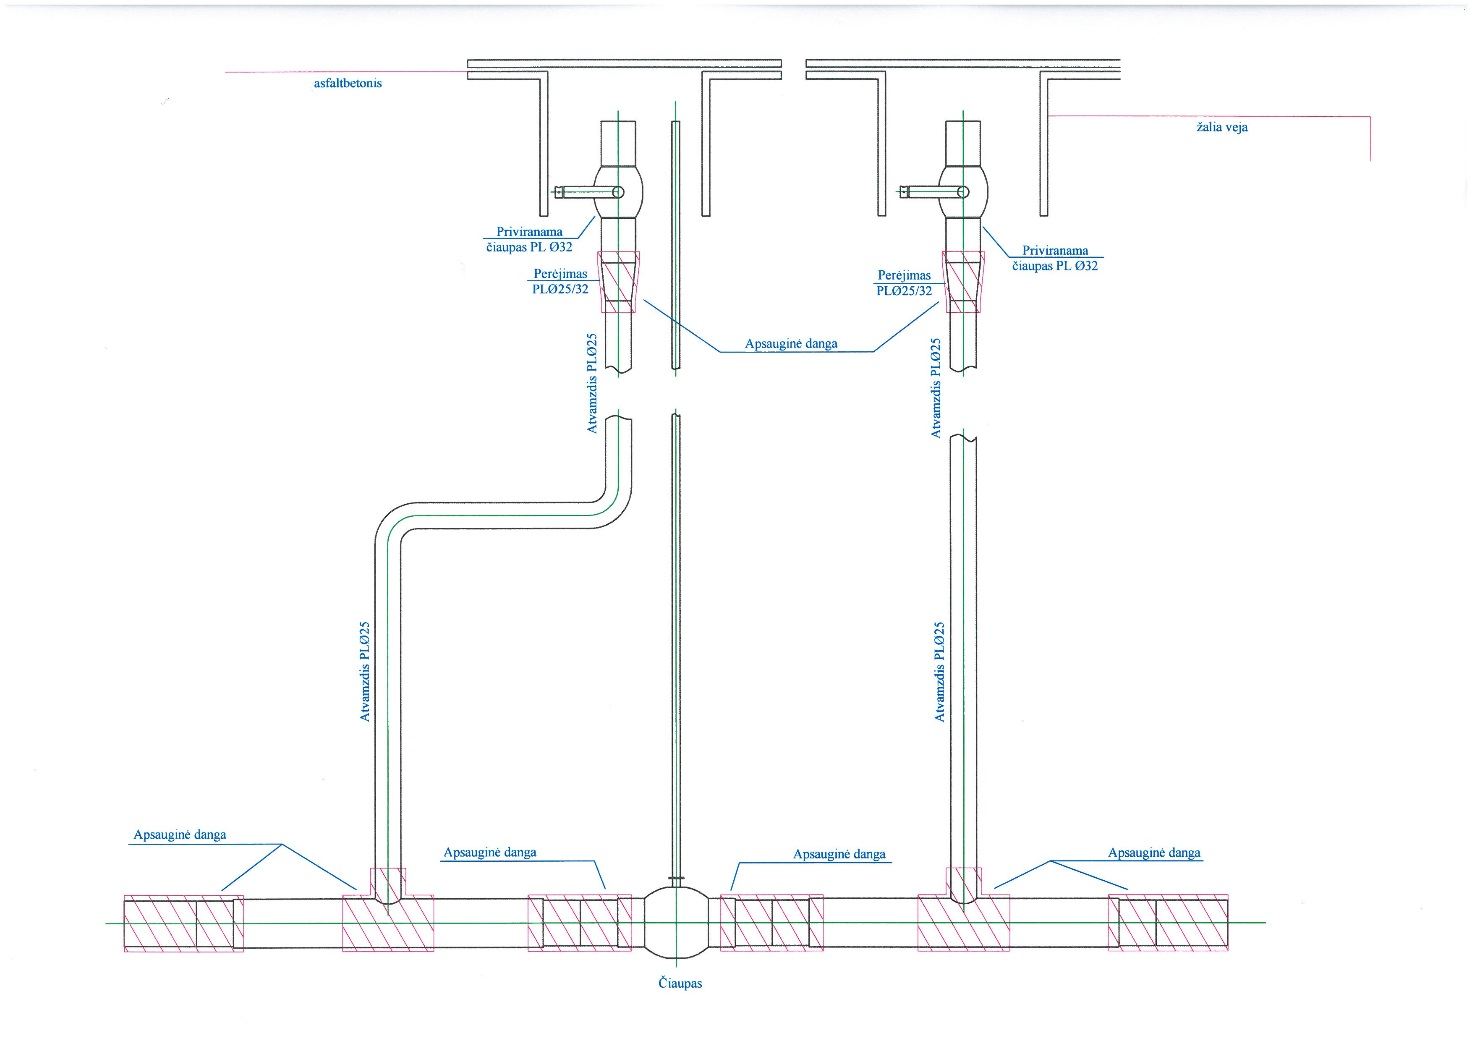 asfaltbetonis
žalia veja
Priviranama
čiaupas PL Ø32
Priviranama
čiaupas PL Ø32
Perėjimas
PLØ25/32
Perėjimas
PLØ25/32
Apsauginė danga
Atvamzdis PLØ25
Atvamzdis PLØ25
Atvamzdis PLØ25
Atvamzdis PLØ25
Apsauginė danga
Apsauginė danga
Apsauginė danga
Apsauginė danga
Čiaupas